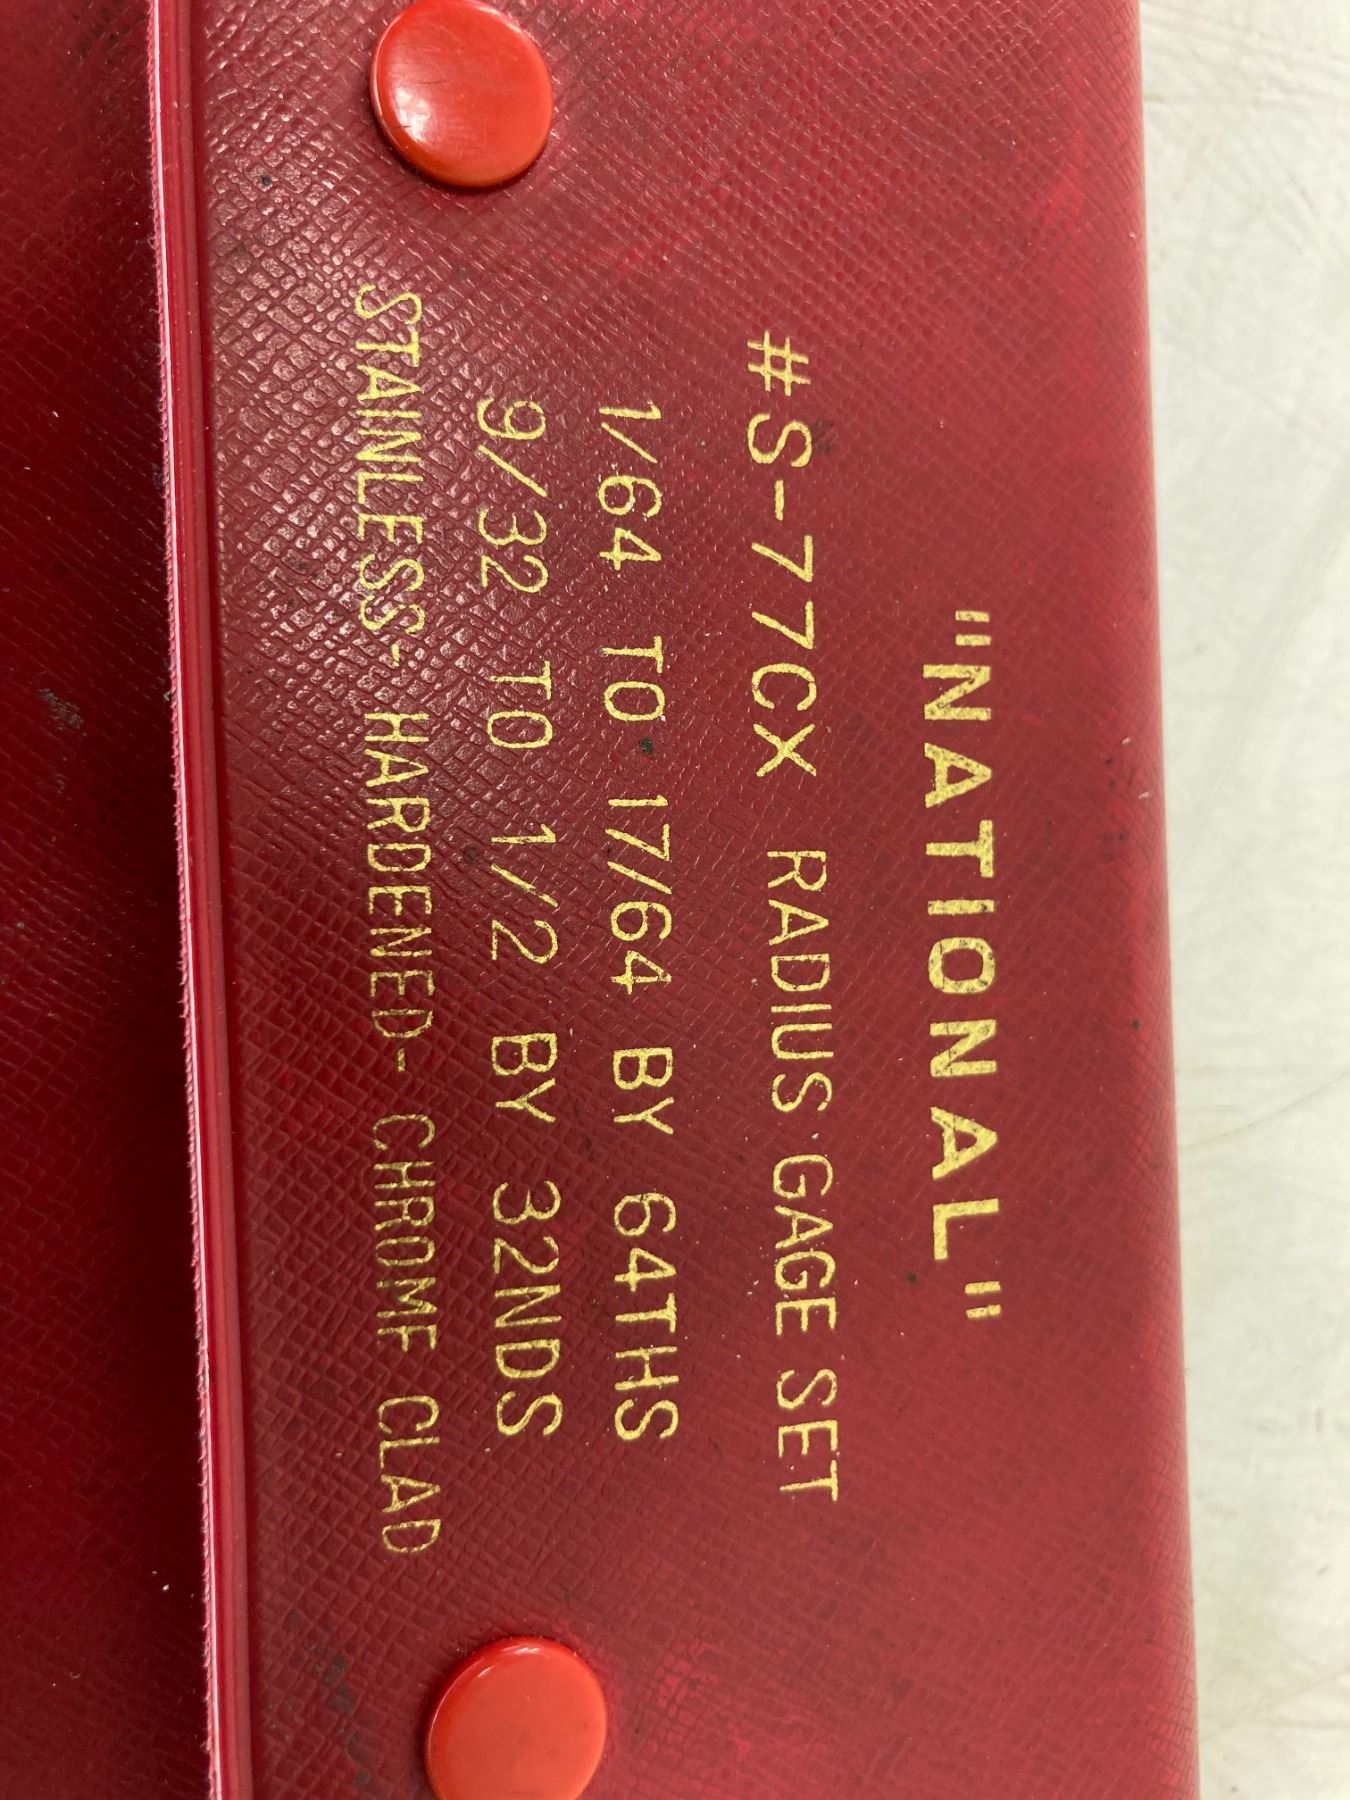 "NATIONAL"
#S-77CX RADIUS GAGE SET
1/64 TO 17/64 BY 64THS
9/32 TO 1/2 BY 32NDS
STAINLESS- HARDENED- CHROME CLAD